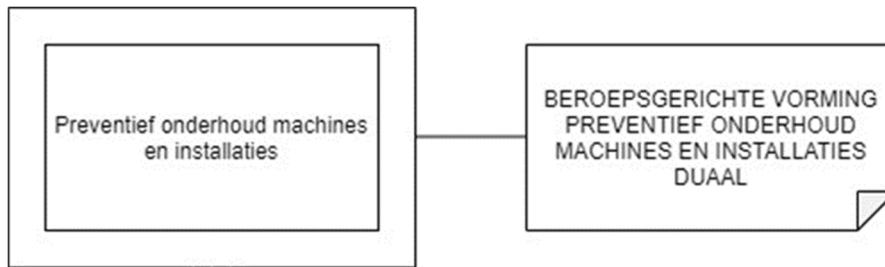 Preventief onderhoud machines
en installaties
BEROEPSGERICHTE VORMING
PREVENTIEF ONDERHOUD
MACHINES EN INSTALLATIES
DUAAL